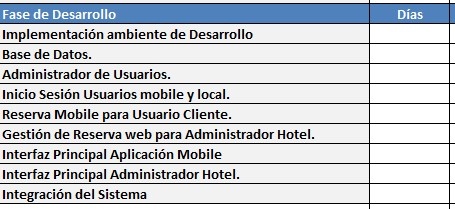 Fase de Desarrollo Días
Implementación ambiente de Desarrollo
Base de Datos.
Administrador de Usuarios.
Inicio Sesión Usuarios mobile y local.
Reserva Mobile para Usuario Cliente.
Gestión de Reserva web para Administrador Hotel.
Interfaz Principal Aplicación Mobile
Interfaz Principal Administrador Hotel.
Integración del Sistema